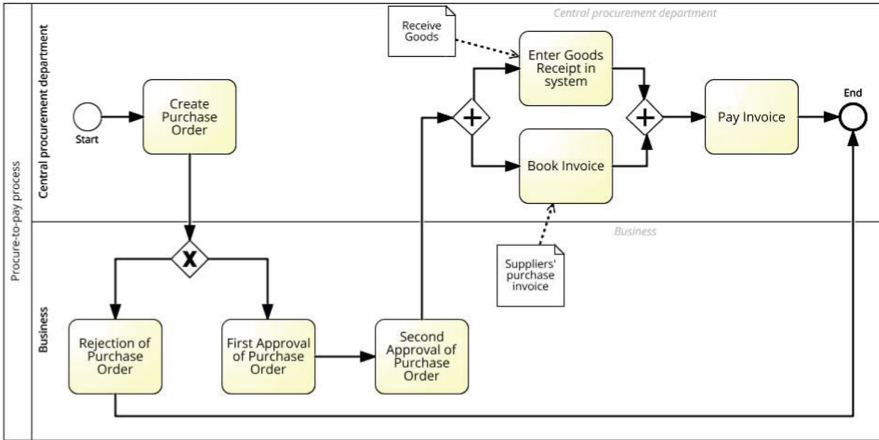 Procure-to-pay process
Central procurement department
Central procurement department
Receive
Goods
Enter Goods
Receipt in
system
Create
Purchase
Order
Start
Pay Invoice
End
Book Invoice
Business
Business
Suppliers'
purchase
invoice
X
Rejection of
Purchase
Order
First Approval
of Purchase
Order
Second
Approval of
Purchase
Order